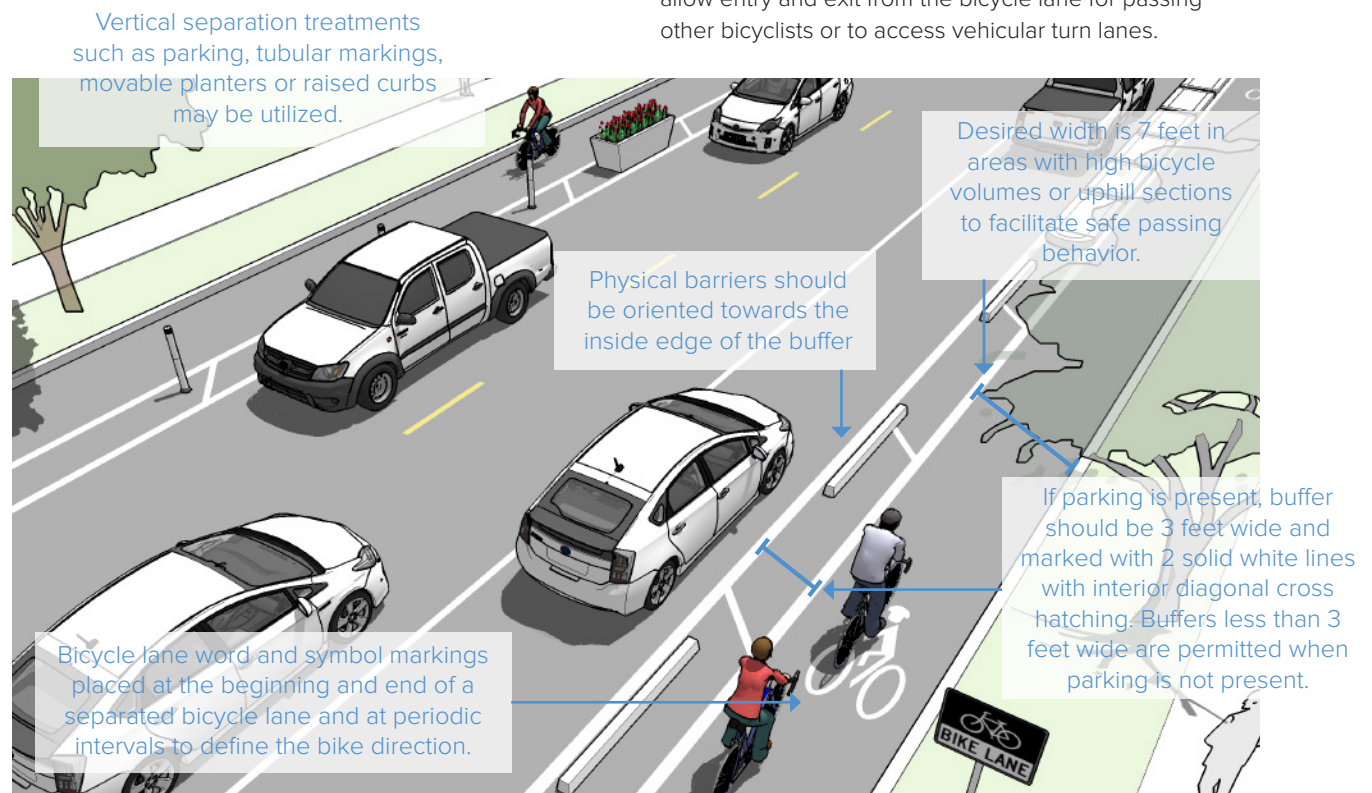 allow entry and exit from the bicycle lane for passing
other bicyclists or to access vehicular turn lanes.
Vertical separation treatments
such as parking, tubular markings,
movable planters or raised curbs
may be utilized.
Desired width is 7 feet in
areas with high bicycle
volumes or uphill sections
to facilitate safe passing
behavior.
Physical barriers should
be oriented towards the
inside edge of the buffer
If parking is present, buffer
should be 3 feet wide and
marked with 2 solid white lines
with interior diagonal cross
hatching. Buffers less than 3
feet wide are permitted when
parking is not present.
Bicycle lane word and symbol markings
placed at the beginning and end of a
separated bicycle lane and at periodic
intervals to define the bike direction.
BIKE LANE